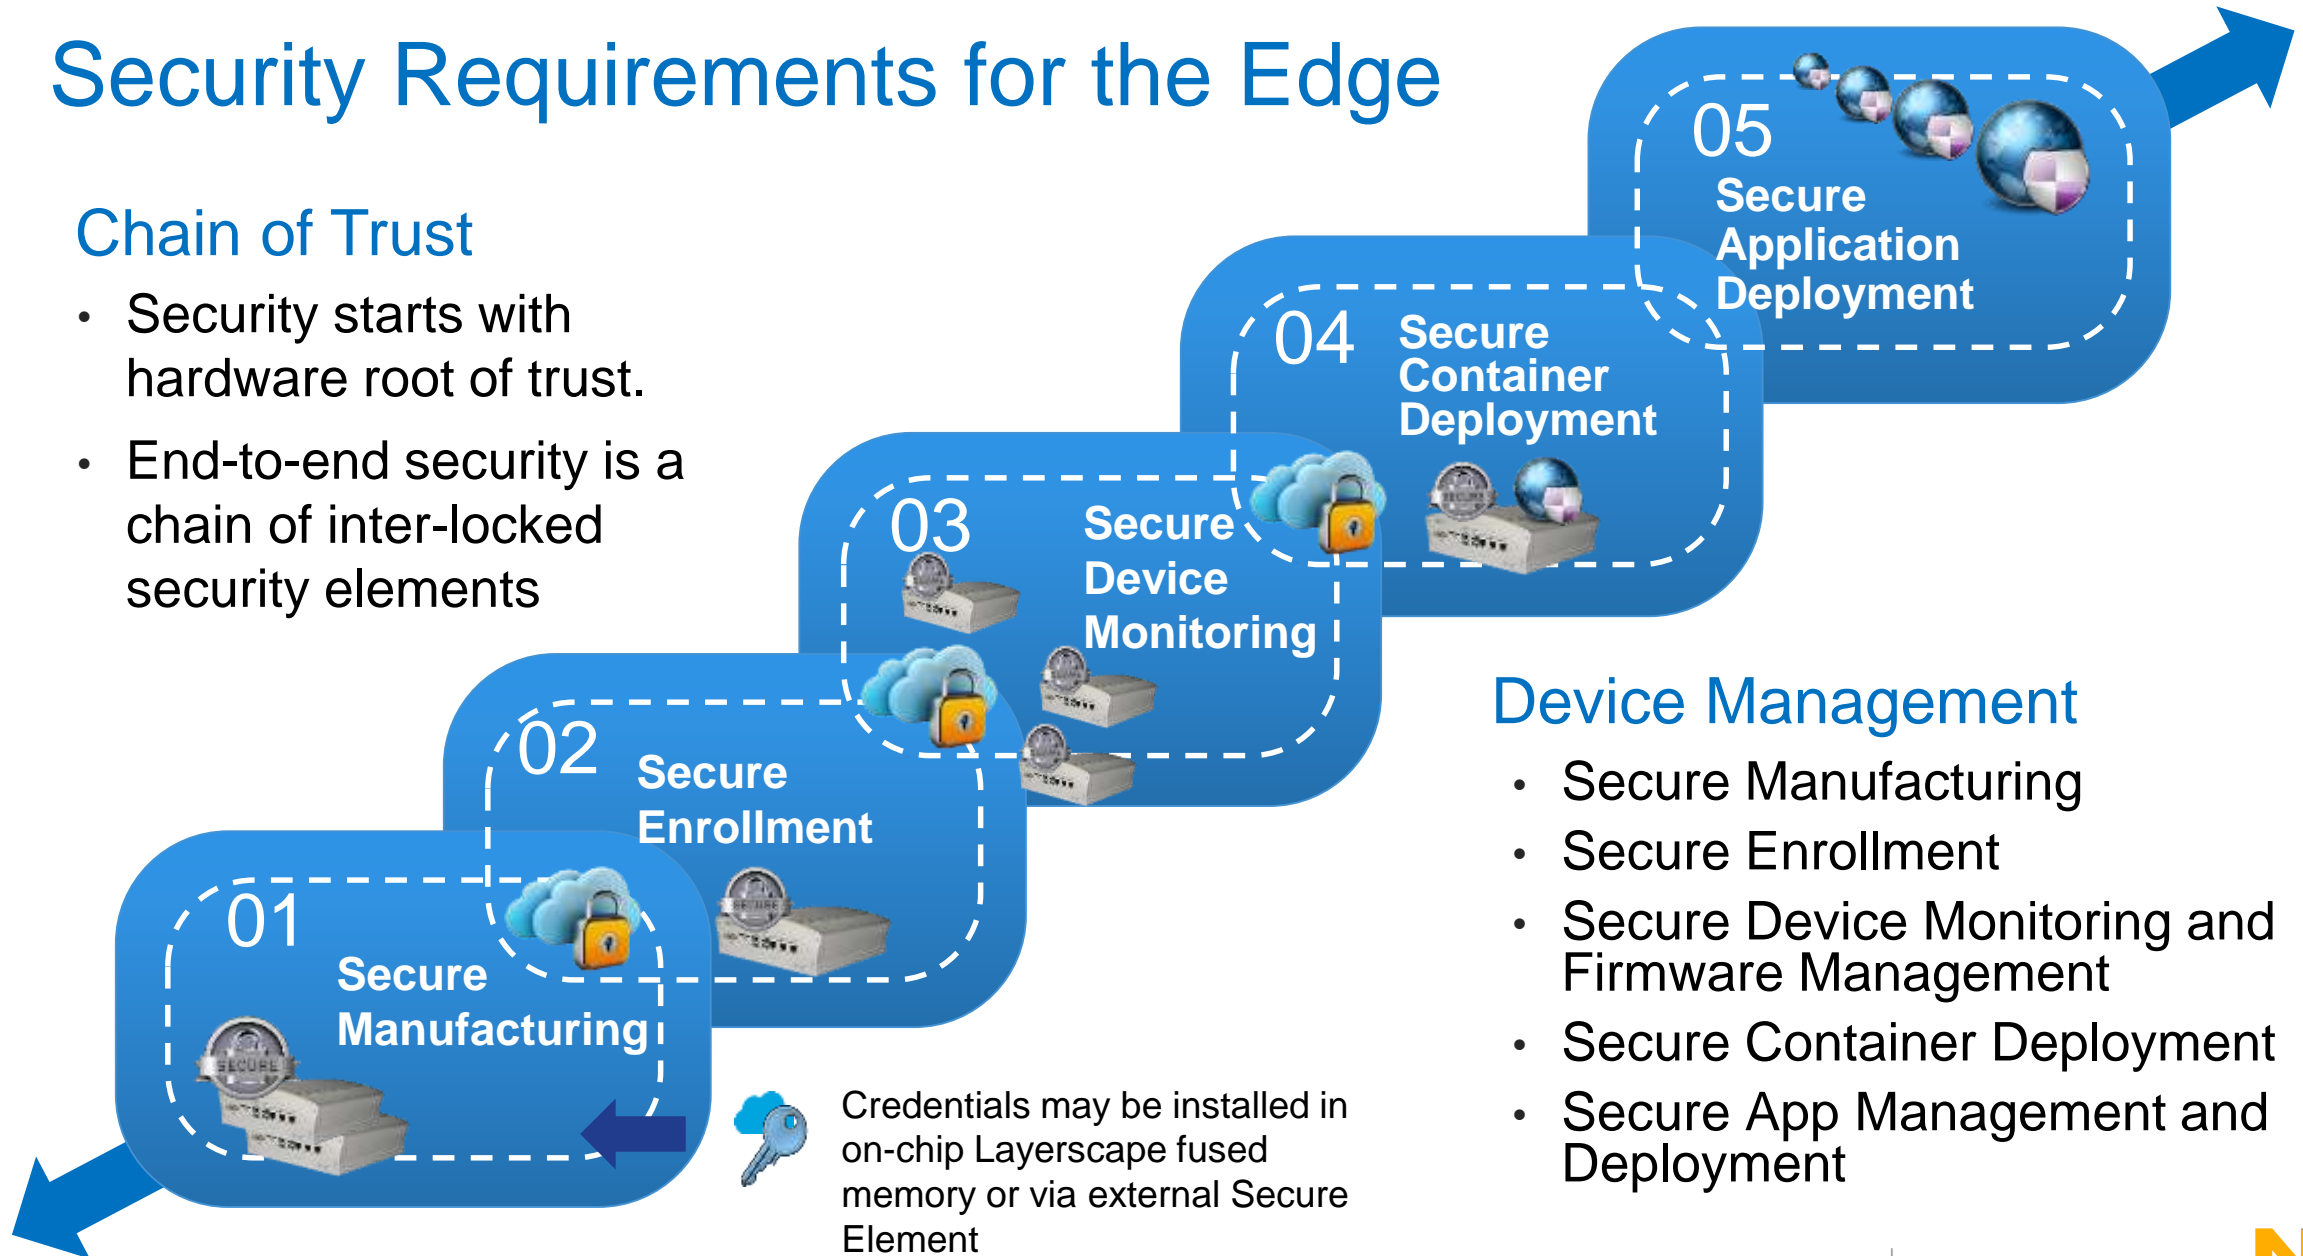 Security Requirements for the Edge
Chain of Trust
• Security starts with
hardware root of trust.
• End-to-end security is a
chain of inter-locked
security elements
05
Secure
Application
Deployment
04
Secure
Container
Deployment
03
Secure
Device
Monitoring
02
Secure
Enrollment
01
Secure
Manufacturing
SECURE
Credentials may be installed in
on-chip Layerscape fused
memory or via external Secure
Element
Device Management
• Secure Manufacturing
• Secure Enrollment
• Secure Device Monitoring and
Firmware Management
• Secure Container Deployment
• Secure App Management and
Deployment